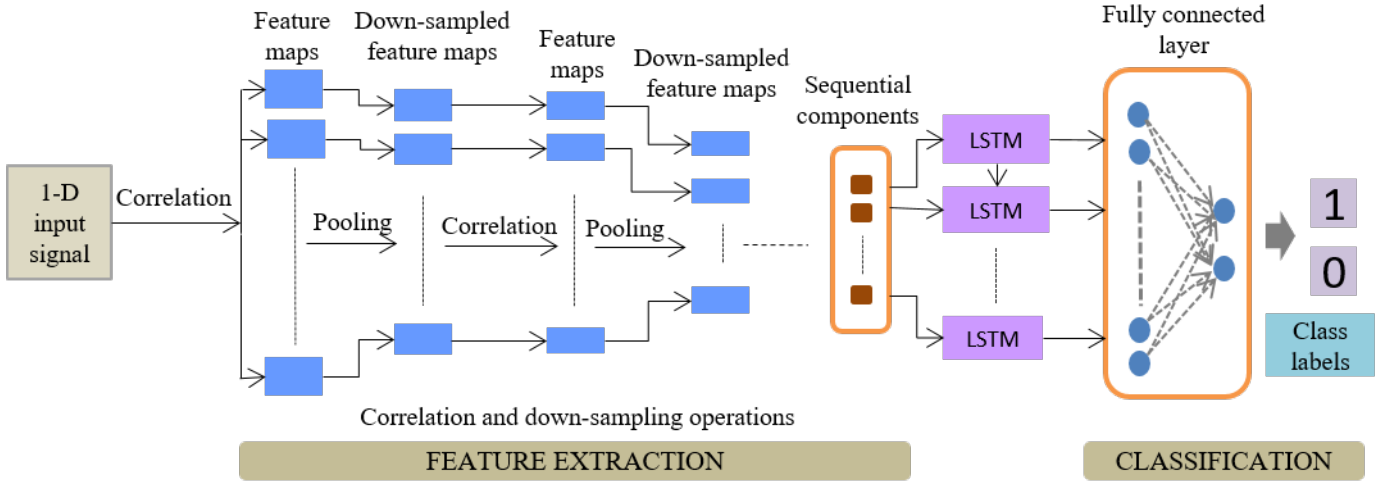 Feature
maps
Down-sampled
feature maps
Feature
maps
Down-sampled
feature maps
Sequential
components
Fully connected
layer
1-D
input
signal
Correlation
Pooling
Correlation
Pooling
LSTM
LSTM
LSTM
1
0
Class
labels
Correlation and down-sampling operations
FEATURE EXTRACTION
CLASSIFICATION